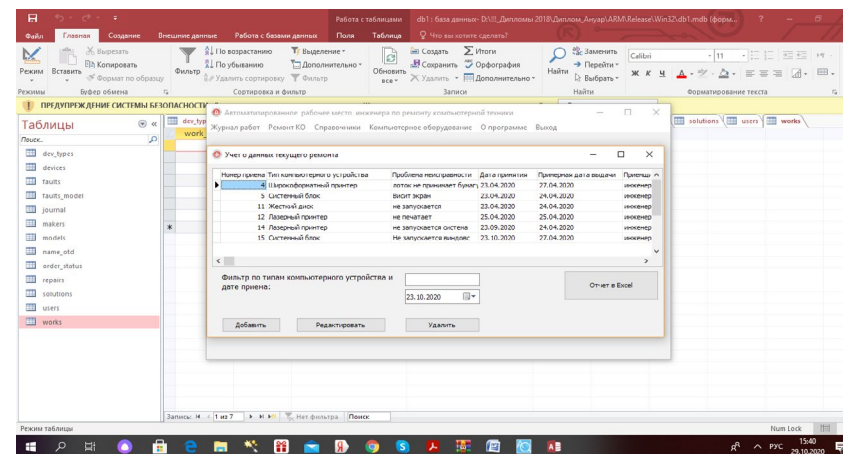 Работа с таблицами
db1 : база данных- D:\!!!_Дипломы 2018\Диплом_Ануар\ARM\Release\Win32\db1.mdb (форм...
Файл Главная Создание Внешние данные Работа с базами данных Поля Таблица Что вы хотите сделать?
Режим
Вставить
Вырезать
Копировать
Формат по образцу
Фильтр
По возрастанию
По убыванию
Удалить сортировку
Выделение
Дополнительно
Фильтр
Обновить все
Создать
Сохранить
Удалить
Итоги
Орфография
Дополнительно
Найти
Заменить
Перейти
Выбрать
Calibri 11
Ж К Ч
Режимы Буфер обмена Сортировка и фильтр Записи Найти Форматирование текста
ПРЕДУПРЕЖДЕНИЕ СИСТЕМЫ БЕЗОПАСНОСТИ
Таблицы
Поиск..
dev_types
devices
faults
faults_model
journal
makers
models
name_otd
order_status
repairs
solutions
users
works
dev_typ
solutions users works
work_
Автоматизированное рабочее место инженера по ремонту компьютерной техники
Журнал работ Ремонт КО Справочники Компьютерное оборудование О программе Выход
Учет о данных текущего ремонта
Номер приема Тип компьютерного устройства Проблема неисправности Дата принятия Примерная дата выдачи Приемщи
4 Широкоформатный принтер лоток не принимает бумаг 23.04.2020 27.04.2020 инженер
5 Системный блок Висит экран 23.04.2020 24.04.2020 инженер
11 Жесткий диск не запускается 23.04.2020 24.04.2020 инженер
12 Лазерный принтер не печатает 25.04.2020 25.04.2020 инженер
14 Лазерный принтер не запускается система 23.09.2020 24.04.2020 инженер
15 Системный блок Не запускается виндовс 23.10.2020 27.04.2020 инженер
Фильтр по типам компьютерного устройства и
дате приема:
23.10.2020
Отчет в Excel
Добавить Редактировать Удалить
Запись: 1 из 7 Нет фильтра Поиск
Режим таблицы
Num Lock
РУС
15:40
29.10.2020